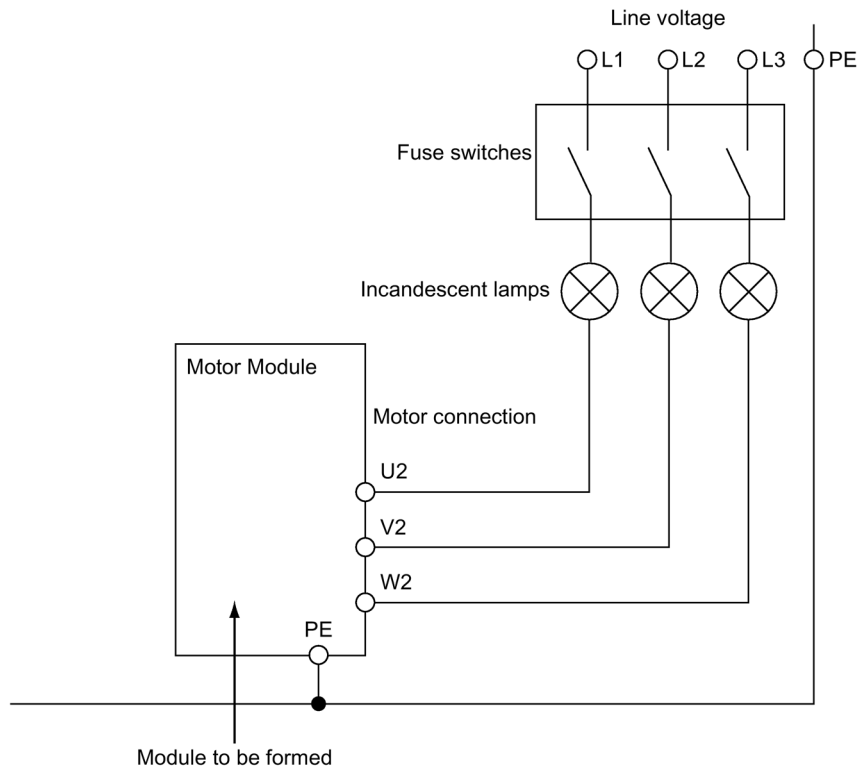 Line voltage
L1
L2
L3
PE
Fuse switches
Incandescent lamps
Motor Module
Motor connection
U2
V2
W2
PE
Module to be formed